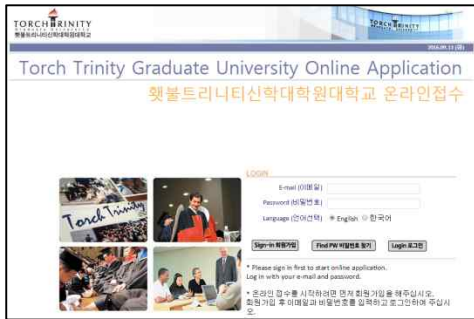 TORCH TRINITY
Graduate University
횃불트리니티신학대학원대학교
TORCH TRINITY
Torch Trinity Graduate University Online Application
횃불트리니티신학대학원대학교 온라인접수
LOGIN
E-mail (이메일)
Password (비밀번호)
Language (언어선택) English 한국어
Sign-in 회원가입 Find PW 비밀번호 찾기 Login 로그인
* Please sign in first to start online application.
Log in with your e-mail and password.
* 온라인 접수를 시작하려면 먼저 회원가입을 해주십시오.
회원가입 후 이메일과 비밀번호를 입력하고 로그인하여 주십시
오.
Torch Trinity